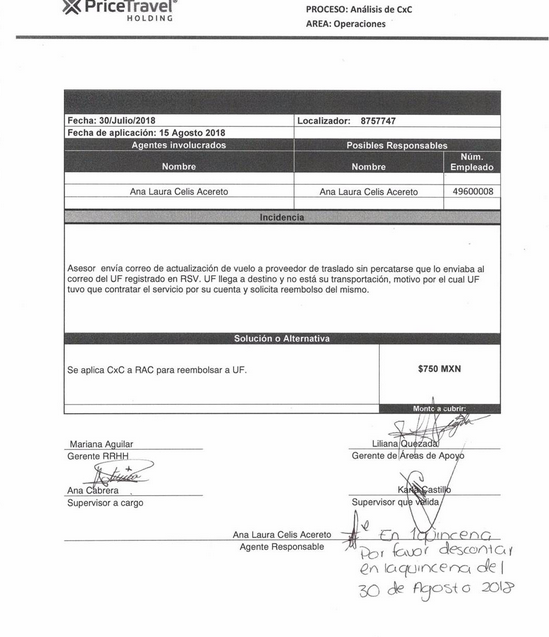 PriceTravel
HOLDING
PROCESO: Análisis de CxC
AREA: Operaciones
Fecha: 30/Julio/2018 Localizador: 8757747
Fecha de aplicación: 15 Agosto 2018
Agentes involucrados Posibles Responsables
Nombre Nombre Núm. Empleado
Ana Laura Celis Acereto Ana Laura Celis Acereto 49600008
Incidencia
Asesor envía correo de actualización de vuelo a proveedor de traslado sin percatarse que lo enviaba al
correo del UF registrado en RSV. UF llega a destino y no está su transportación, motivo por el cual UF
tuvo que contratar el servicio por su cuenta y solicita reembolso del mismo.
Solución o Alternativa
Se aplica CxC a RAC para reembolsar a UF. $750 MXN
Monto a cubrir:
Mariana Aguilar Liliana Quezada
Gerente RRHH Gerente de Áreas de Apoyo
Ana Cabrera Karla Castillo
Supervisor a cargo Supervisor que valida
Ana Laura Celis Acereto
Agente Responsable
En 1 quincena
Por favor descontar
en la quincena del
30 de Agosto 2018